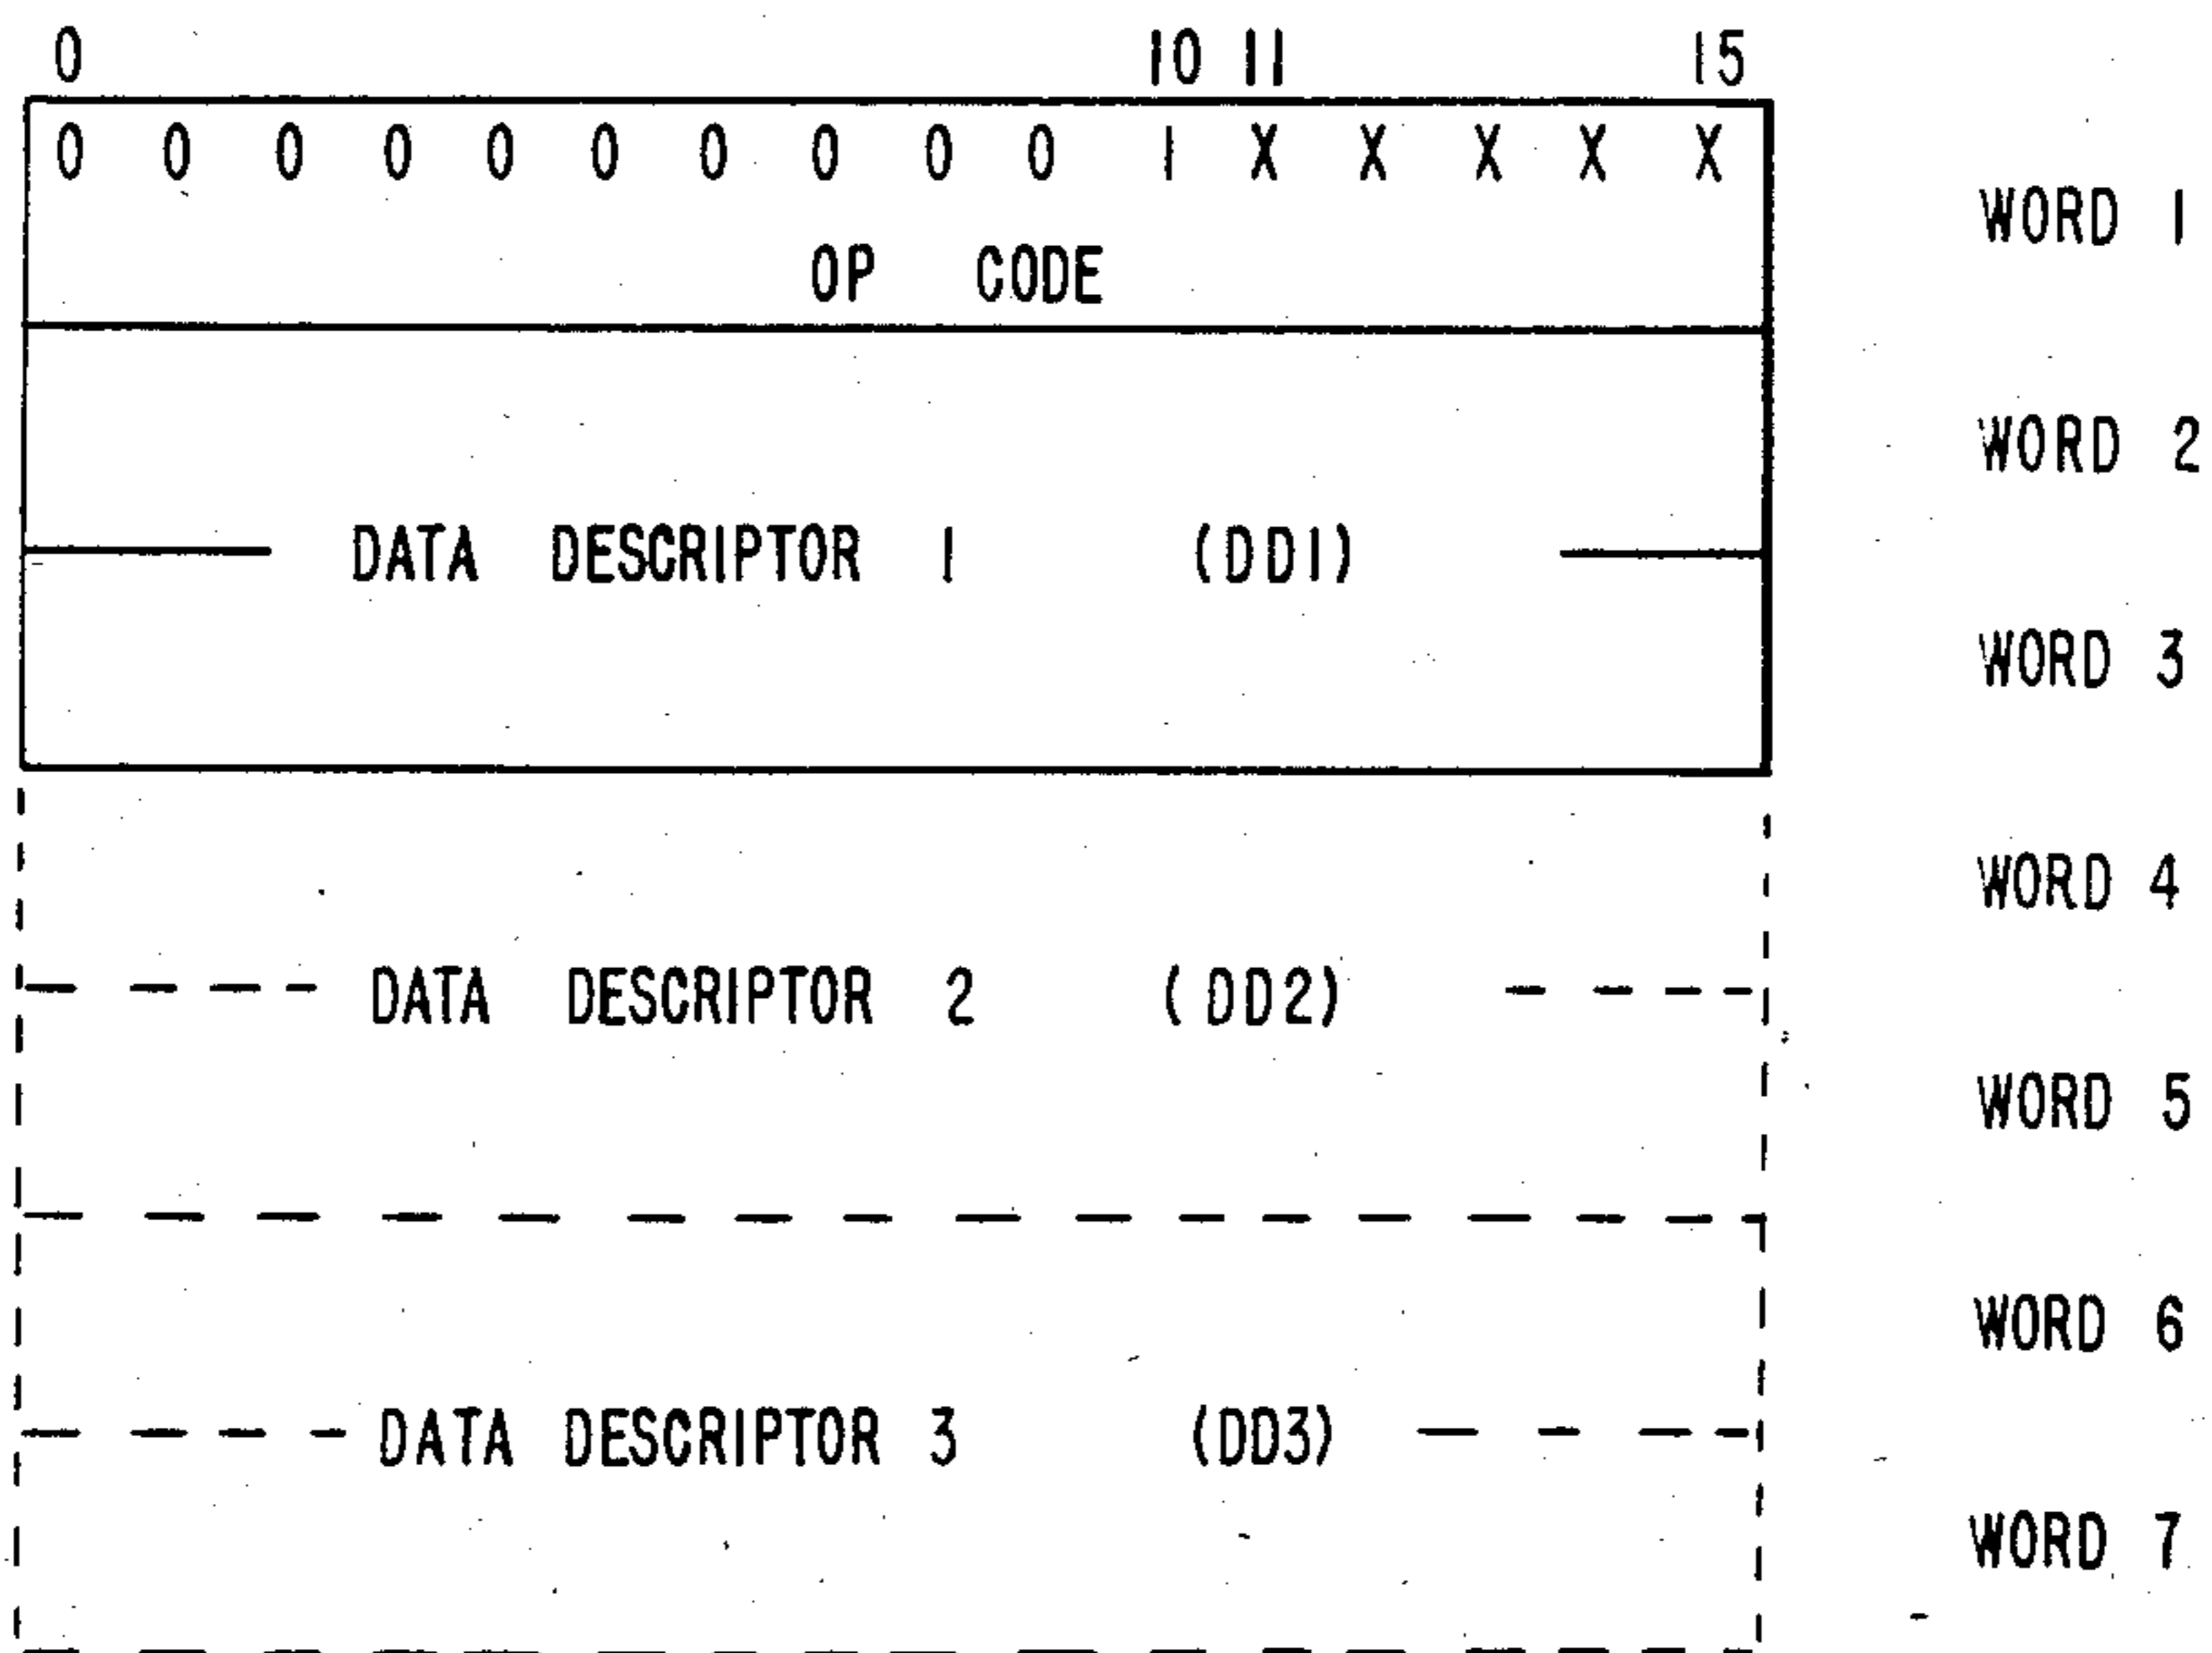 0 10 11 15
0 0 0 0 0 0 0 0 0 0 1 X X X X X
WORD 1
OP CODE
WORD 2
DATA DESCRIPTOR 1 (DD1)
WORD 3
WORD 4
DATA DESCRIPTOR 2 (DD2)
WORD 5
WORD 6
DATA DESCRIPTOR 3 (DD3)
WORD 7